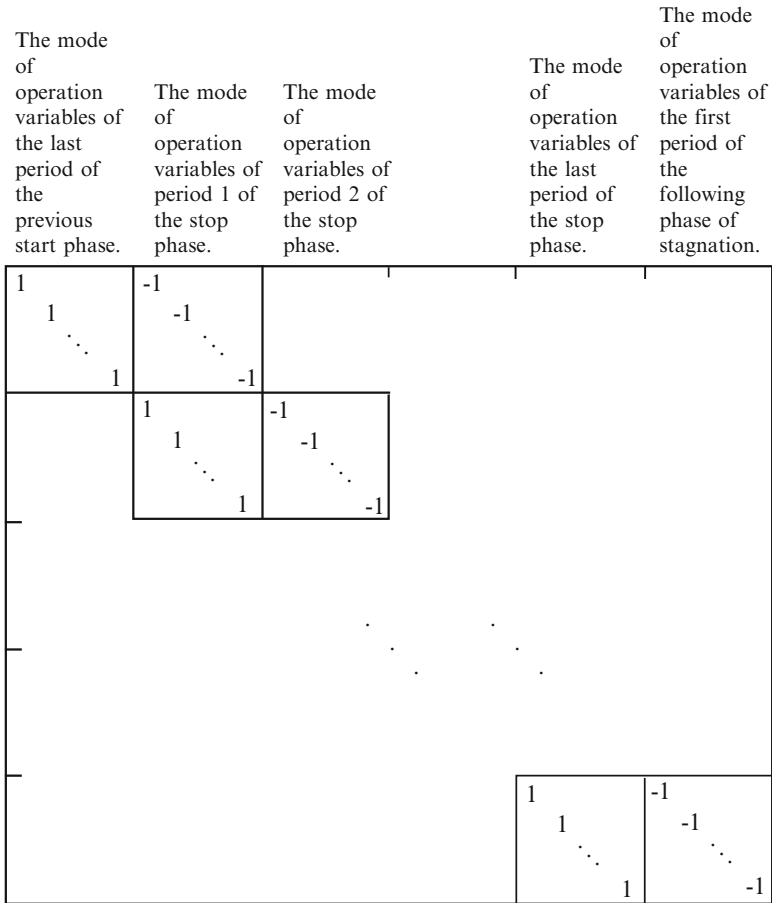 The mode
of
operation
variables of
the last
period of
the
previous
start phase.
The mode
of
operation
variables of
period 1 of
the stop
phase.
The mode
of
operation
variables of
period 2 of
the stop
phase.
The mode
of
operation
variables of
the last
period of
the stop
phase.
The mode
of
operation
variables of
the first
period of
the
following
phase of
stagnation.
1 -1
1 -1
1 -1
1 -1
1 -1
1 -1
1 -1
1 -1
1 -1